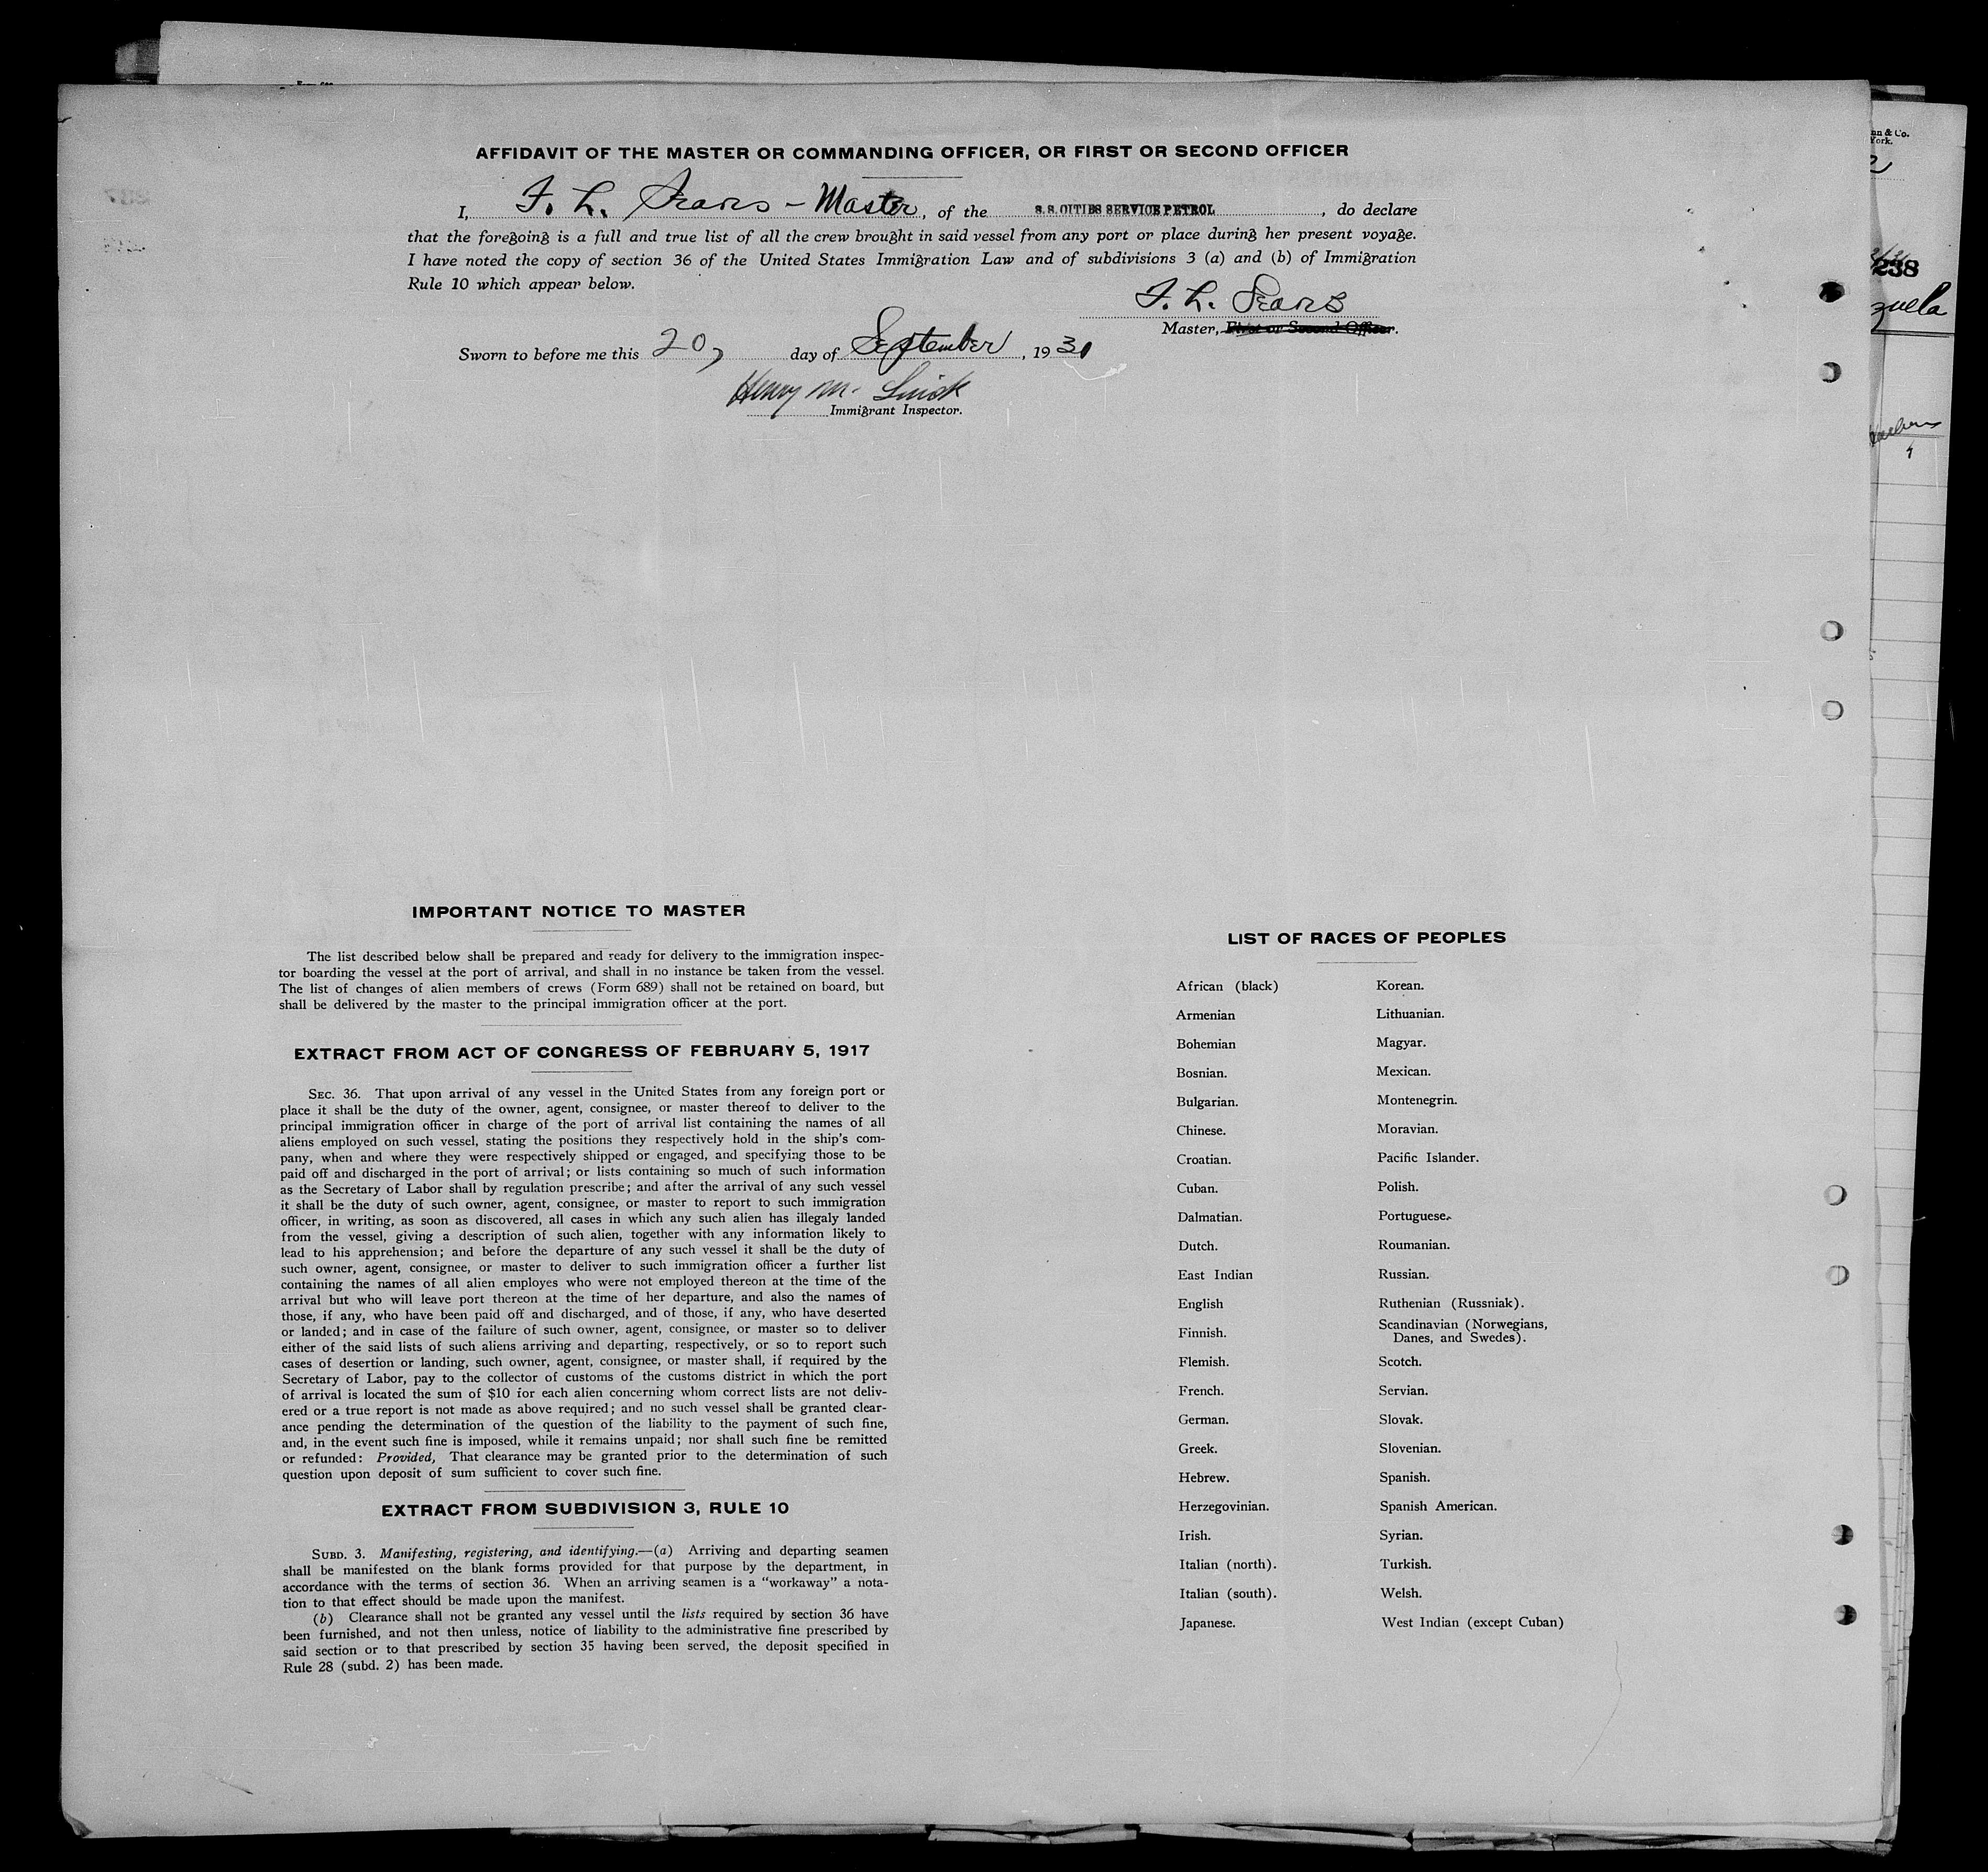 AFFIDAVIT OF THE MASTER OR COMMANDING OFFICER, OR FIRST OR SECOND OFFICER
I, F. L. Sears – Master, of the S.S. CITIES SERVICE PETROL, do declare
that the foregoing is a full and true list of all the crew brought in said vessel from any port or place during her present voyage.
I have noted the copy of section 36 of the United States Immigration Law and of subdivisions 3 (a) and (b) of Immigration
Rule 10 which appear below.
F. L. Sears
Master, First or Second Officer.
Sworn to before me this 20, day of September, 1931
Henry M.
Immigrant Inspector.
IMPORTANT NOTICE TO MASTER
The list described below shall be prepared and ready for delivery to the immigration inspec-
tor boarding the vessel at the port of arrival, and shall in no instance be taken from the vessel.
The list of changes of alien members of crews (Form 689) shall not be retained on board, but
shall be delivered by the master to the principal immigration officer at the port.
EXTRACT FROM ACT OF CONGRESS OF FEBRUARY 5, 1917
SEC. 36. That upon arrival of any vessel in the United States from any foreign port or
place it shall be the duty of the owner, agent, consignee, or master thereof to deliver to the
principal immigration officer in charge of the port of arrival list containing the names of all
aliens employed on such vessel, stating the positions they respectively hold in the ship's com-
pany, when and where they were respectively shipped or engaged, and specifying those to be
paid off and discharged in the port of arrival; or lists containing so much of such information
as the Secretary of Labor shall by regulation prescribe; and after the arrival of any such vessel
it shall be the duty of such owner, agent, consignee, or master to report to such immigration
officer, in writing, as soon as discovered, all cases in which any such alien has illegaly landed
from the vessel, giving a description of such alien, together with any information likely to
lead to his apprehension; and before the departure of any such vessel it shall be the duty of
such owner, agent, consignee, or master to deliver to such immigration officer a further list
containing the names of all alien employes who were not employed thereon at the time of the
arrival but who will leave port thereon at the time of her departure, and also the names of
those, if any, who have been paid off and discharged, and of those, if any, who have deserted
or landed; and in case of the failure of such owner, agent, consignee, or master so to deliver
either of the said lists of such aliens arriving and departing, respectively, or so to report such
cases of desertion or landing, such owner, agent, consignee, or master shall, if required by the
Secretary of Labor, pay to the collector of customs of the customs district in which the port
of arrival is located the sum of $10 for each alien concerning whom correct lists are not deliv-
ered or a true report is not made as above required; and no such vessel shall be granted clear-
ance pending the determination of the question of the liability to the payment of such fine,
and, in the event such fine is imposed, while it remains unpaid; nor shall such fine be remitted
or refunded: Provided, That clearance may be granted prior to the determination of such
question upon deposit of sum sufficient to cover such fine.
EXTRACT FROM SUBDIVISION 3, RULE 10
SUBD. 3. Manifesting, registering, and identifying.—(a) Arriving and departing seamen
shall be manifested on the blank forms provided for that purpose by the department, in
accordance with the terms of section 36. When an arriving seamen is a "workaway" a nota-
tion to that effect should be made upon the manifest.
(b) Clearance shall not be granted any vessel until the lists required by section 36 have
been furnished, and not then unless, notice of liability to the administrative fine prescribed by
said section or to that prescribed by section 35 having been served, the deposit specified in
Rule 28 (subd. 2) has been made.
LIST OF RACES OF PEOPLES
African (black)
Armenian
Bohemian
Bosnian.
Bulgarian.
Chinese.
Croatian.
Cuban.
Dalmatian.
Dutch.
East Indian
English
Finnish.
Flemish.
French.
German.
Greek.
Hebrew.
Herzegovinian.
Irish.
Italian (north).
Italian (south).
Japanese.
Korean.
Lithuanian.
Magyar.
Mexican.
Montenegrin.
Moravian.
Pacific Islander.
Polish.
Portuguese.
Roumanian.
Russian.
Ruthenian (Russniak).
Scandinavian (Norwegians,
Danes, and Swedes).
Scotch.
Servian.
Slovak.
Slovenian.
Spanish.
Spanish American.
Syrian.
Turkish.
Welsh.
West Indian (except Cuban)
& Co.
York.
238